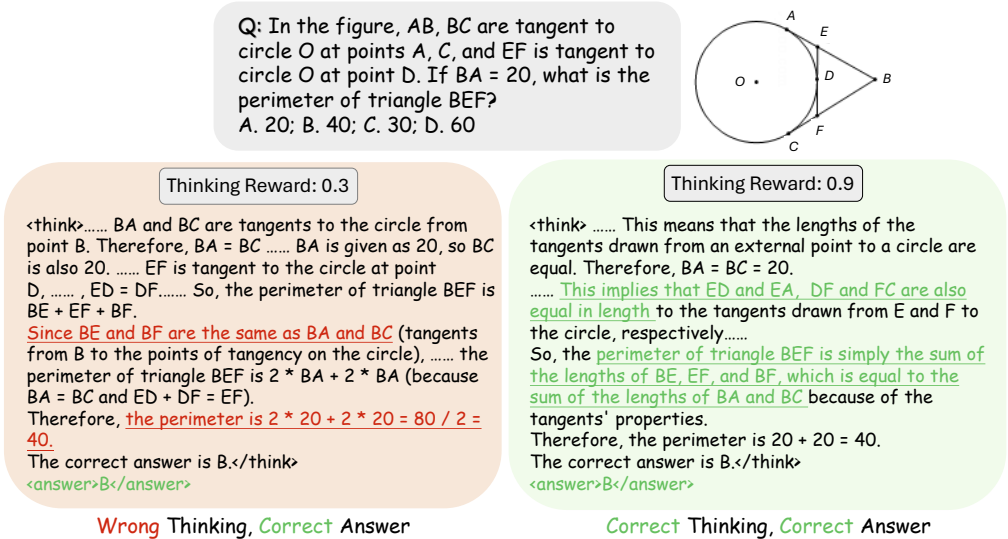 Q: In the figure, AB, BC are tangent to
circle O at points A, C, and EF is tangent to
circle O at point D. If BA = 20, what is the
perimeter of triangle BEF?
A. 20; B. 40; C. 30; D. 60
A
E
O
D
B
F
C
Thinking Reward: 0.3
<think>...... BA and BC are tangents to the circle from
point B. Therefore, BA = BC ...... BA is given as 20, so BC
is also 20. ...... EF is tangent to the circle at point
D, ...... , ED = DF....... So, the perimeter of triangle BEF is
BE + EF + BF.
Since BE and BF are the same as BA and BC (tangents
from B to the points of tangency on the circle), ...... the
perimeter of triangle BEF is 2 * BA + 2 * BA (because
BA = BC and ED + DF = EF).
Therefore, the perimeter is 2 * 20 + 2 * 20 = 80 / 2 =
40.
The correct answer is B.</think>
<answer>B</answer>
Wrong Thinking, Correct Answer
Thinking Reward: 0.9
<think> ...... This means that the lengths of the
tangents drawn from an external point to a circle are
equal. Therefore, BA = BC = 20.
...... This implies that ED and EA, DF and FC are also
equal in length to the tangents drawn from E and F to
the circle, respectively......
So, the perimeter of triangle BEF is simply the sum of
the lengths of BE, EF, and BF, which is equal to the
sum of the lengths of BA and BC because of the
tangents' properties.
Therefore, the perimeter is 20 + 20 = 40.
The correct answer is B.</think>
<answer>B</answer>
Correct Thinking, Correct Answer